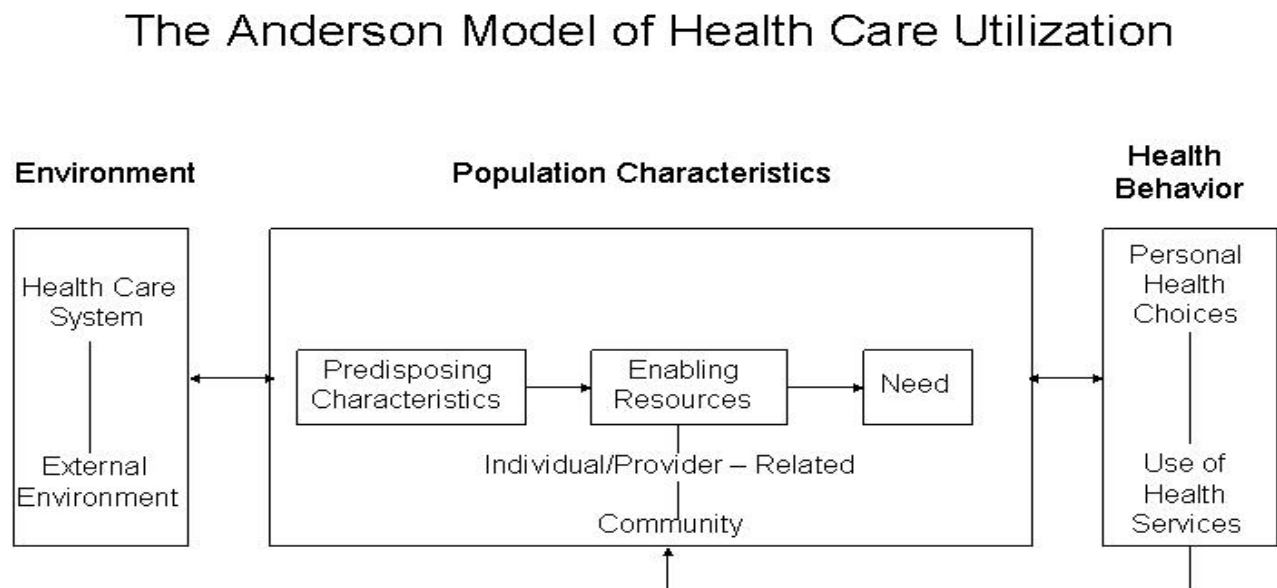 The Anderson Model of Health Care Utilization
Environment
Population Characteristics
Health
Behavior
Health Care
System
External
Environment
Predisposing
Characteristics
Enabling
Resources
Need
Individual/Provider – Related
Community
Personal
Health
Choices
Use of
Health
Services